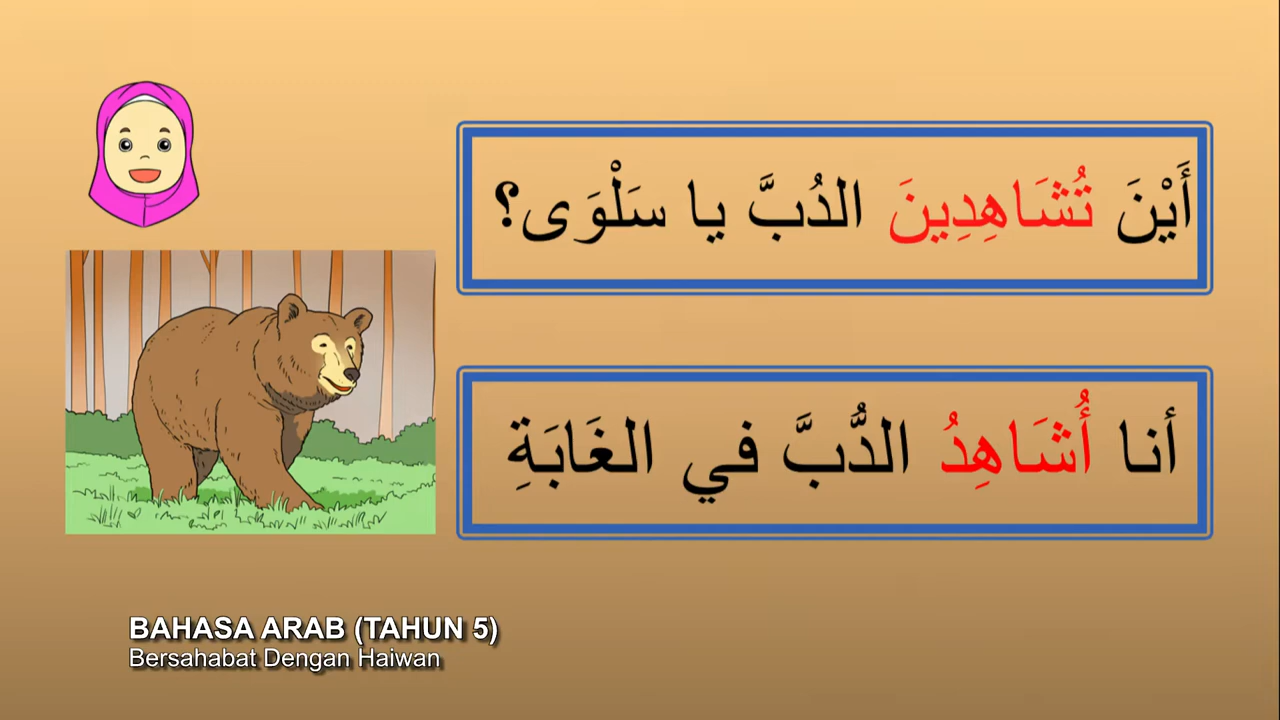 أَيْنَ تُشَاهِدِينَ الدُبَّ يا سَلْوَى؟
أنا أُشَاهِدُ الدُّبَّ في الغَابَةِ
BAHASA ARAB (TAHUN 5)
Bersahabat Dengan Haiwan